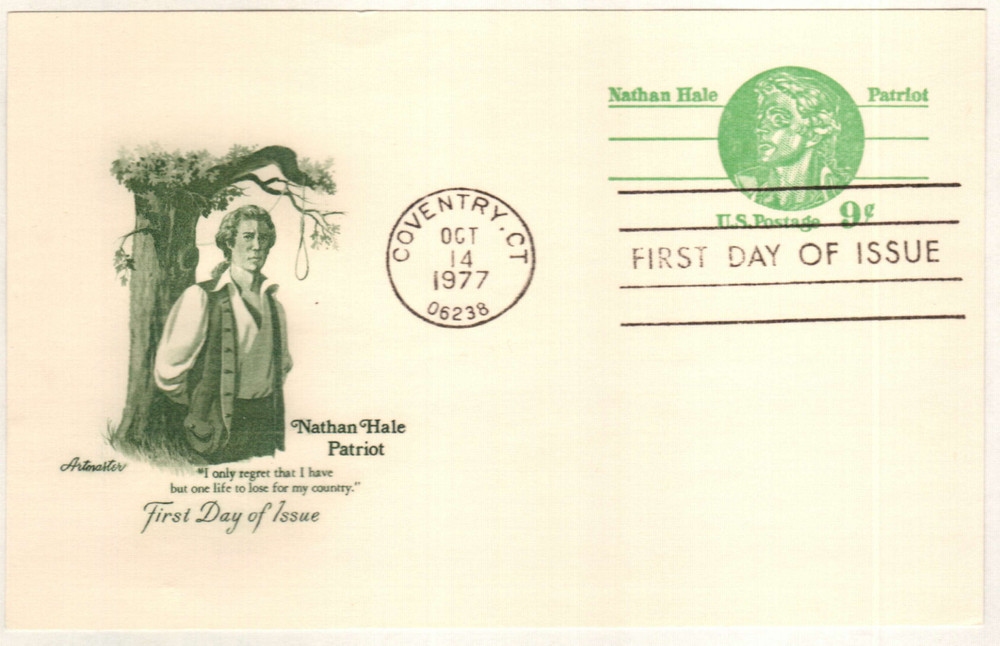 Nathan Hale Patriot
U.S. Postage 9¢
COVENTRY, CT
OCT
14
1977
06238
FIRST DAY OF ISSUE
Nathan Hale
Patriot
Artmaster
"I only regret that I have
but one life to lose for my country."
First Day of Issue